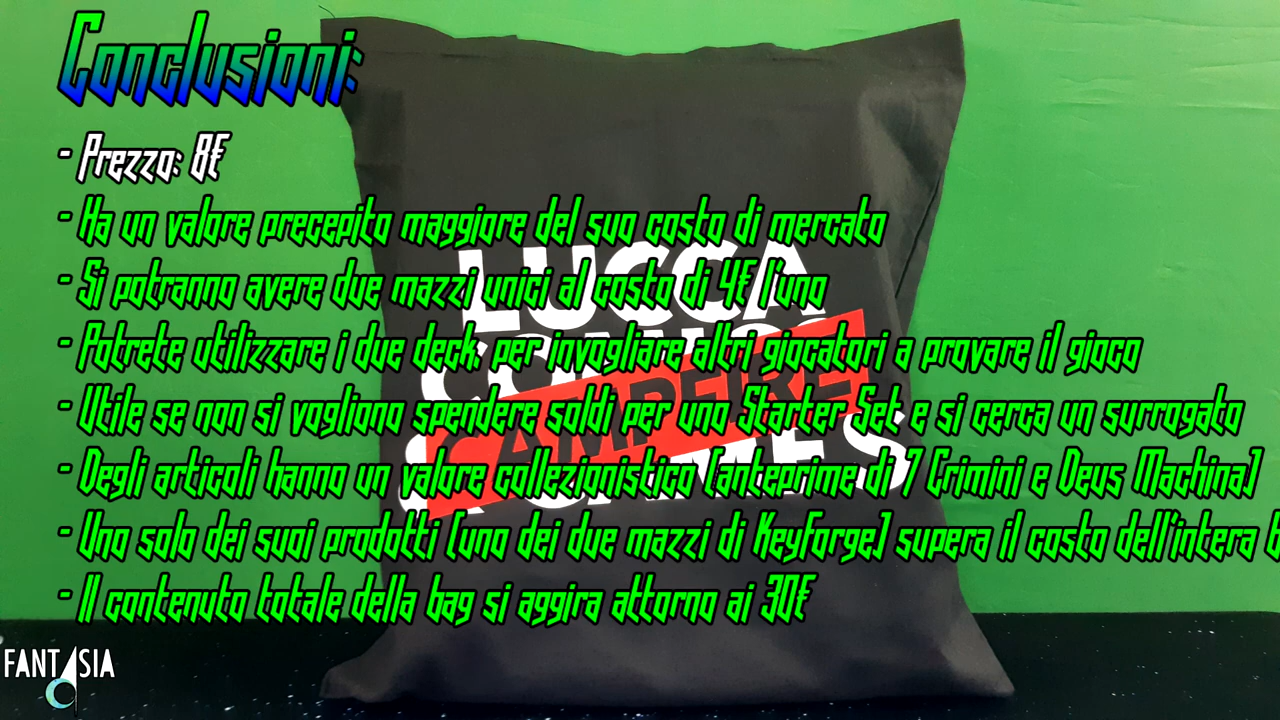 Conclusioni:
- Prezzo: 8€
- Ha un valore precepito maggiore del suo costo di mercato
- Si potranno avere due mazzi unici al costo di 4€ l'uno
- Potrete utilizzare i due deck, per invogliare altri giocatori a provare il gioco
- Utile se non si vogliono spendere soldi per uno Starter Set e si cerca un surrogato
- Degli articoli hanno un valore collezionistico (anteprime di 7 Crimini e Deus Machina)
- Uno solo dei suoi prodotti (uno dei due mazzi di KeyForge) supera il costo dell'intera
- Il contenuto totale della bag si aggira attorno ai 30€
LUCCA
CAMPFIRE
FANTASIA